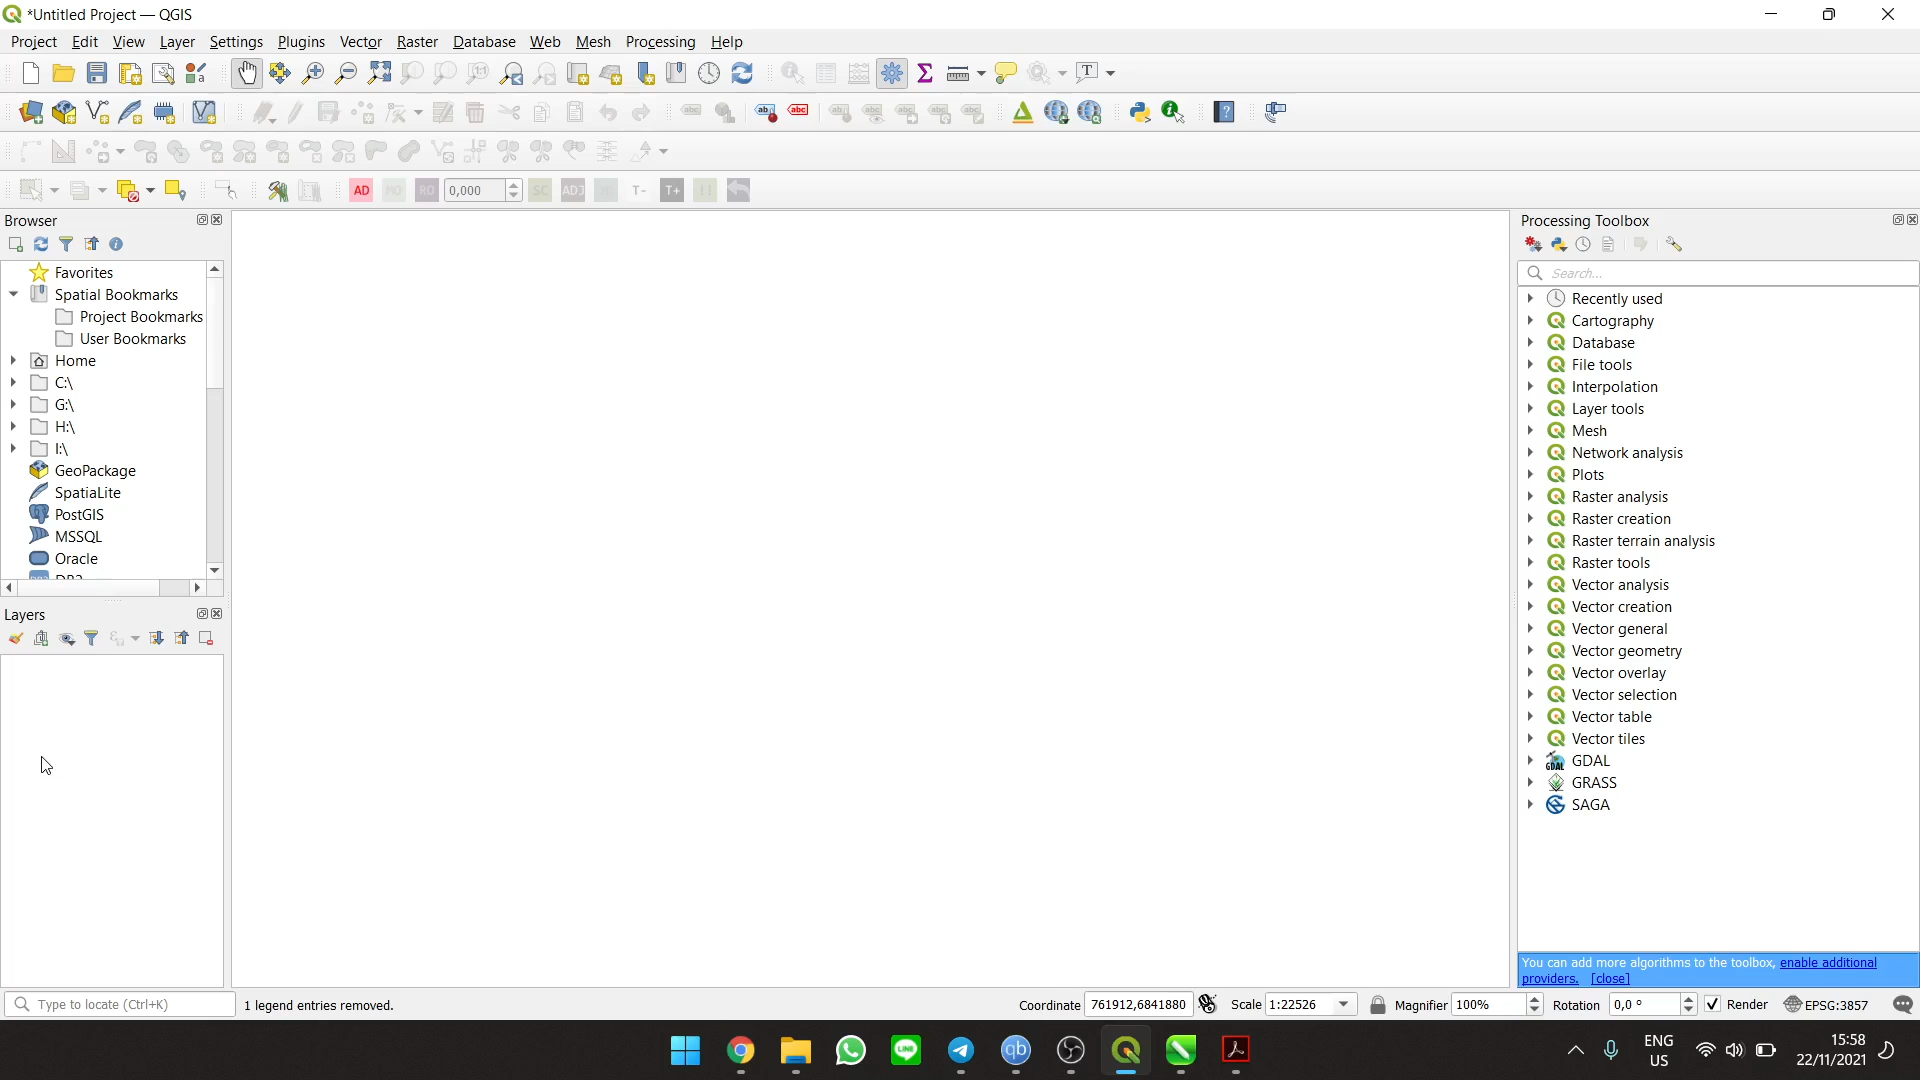 *Untitled Project — QGIS
Project Edit View Layer Settings Plugins Vector Raster Database Web Mesh Processing Help
AD MO RO 0,000 SC ADJ T- T+
Browser
Favorites
Spatial Bookmarks
Project Bookmarks
User Bookmarks
Home
C:\
G:\
H:\
I:\
GeoPackage
SpatiaLite
PostGIS
MSSQL
Oracle
DB2
Layers
Processing Toolbox
Search...
Recently used
Cartography
Database
File tools
Interpolation
Layer tools
Mesh
Network analysis
Plots
Raster analysis
Raster creation
Raster terrain analysis
Raster tools
Vector analysis
Vector creation
Vector general
Vector geometry
Vector overlay
Vector selection
Vector table
Vector tiles
GDAL
GRASS
SAGA
You can add more algorithms to the toolbox, enable additional
providers. [close]
Type to locate (Ctrl+K) 1 legend entries removed. Coordinate 761912,6841880 Scale 1:22526 Magnifier 100% Rotation 0,0 ° Render EPSG:3857
ENG
US
15:58
22/11/2021